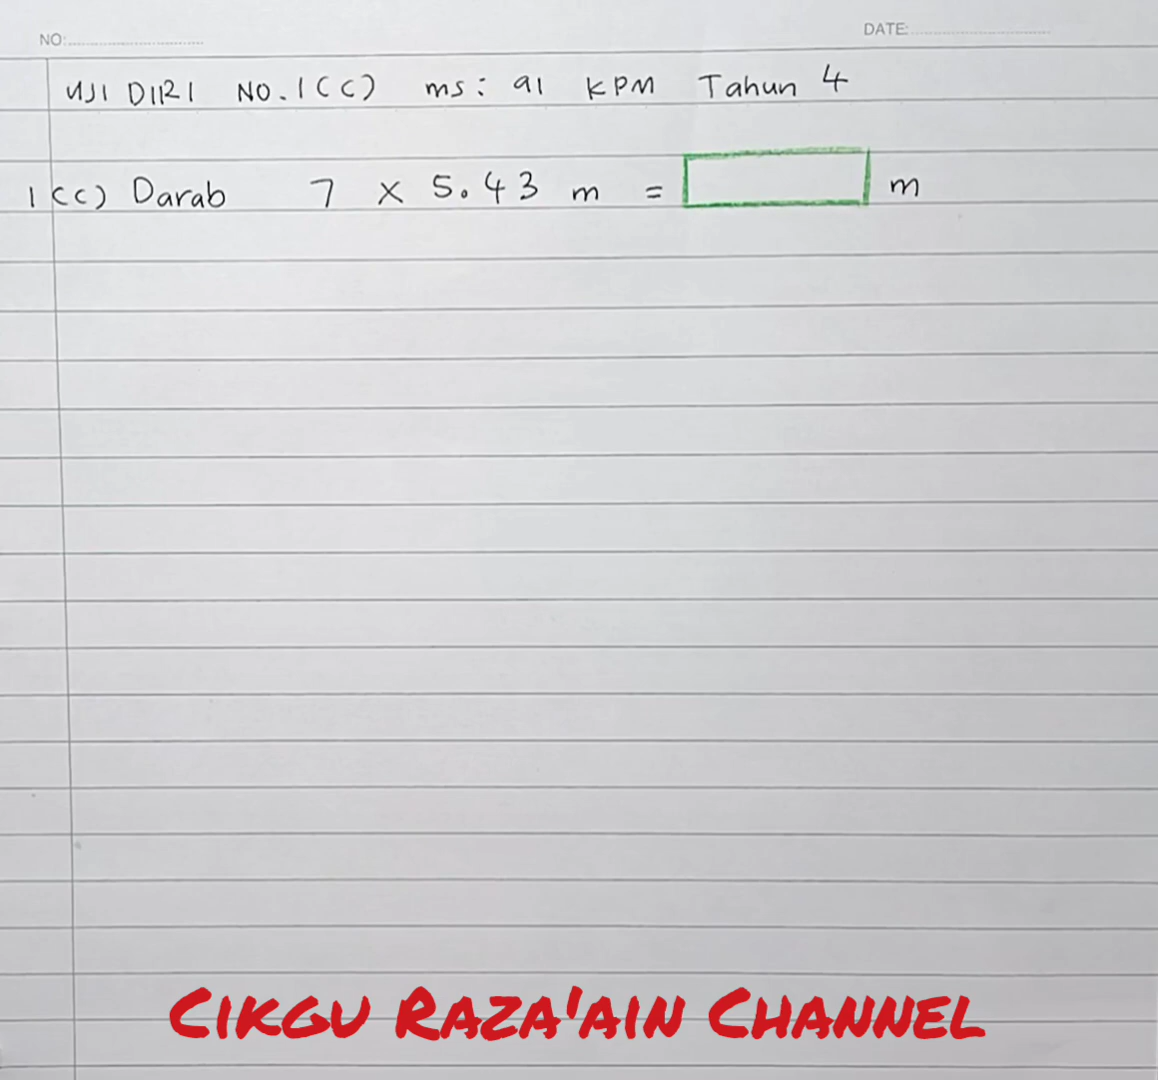 NO:
DATE:
UJI DIRI NO. 1 (c) ms: 91 KPM Tahun 4
1 (c) Darab 7 × 5.43 m = m
CIKGU RAZA'AIN CHANNEL